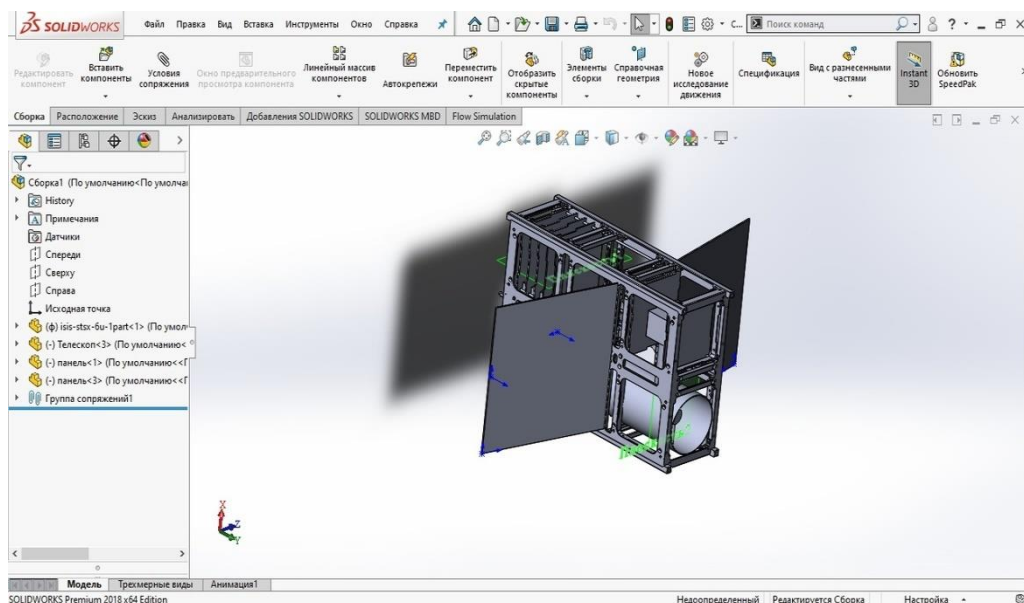 SOLIDWORKS Файл Правка Вид Вставка Инструменты Окно Справка С... Поиск команд ?
Редактировать компонент
Вставить компоненты
Условия сопряжения
Окно предварительного просмотра компонента
Линейный массив компонентов
Автокрепежи
Переместить компонент
Отобразить скрытые компоненты
Элементы сборки
Справочная геометрия
Новое исследование движения
Спецификация
Вид с разнесенными частями
Instant 3D
Обновить SpeedPak
Сборка Расположение Эскиз Анализировать Добавления SOLIDWORKS SOLIDWORKS MBD Flow Simulation
Сборка1 (По умолчанию<По умолча
History
Примечания
Датчики
Спереди
Сверху
Справа
Исходная точка
(ф) isis-stsx-6u-1part<1> (По умол
(-) Телескоп<3> (По умолчанию<
(-) панель<1> (По умолчанию<<Г
(-) панель<3> (По умолчанию<<Г
Группа сопряжений1
X
Z
Y
Модель Трехмерные виды Анимация1
SOLIDWORKS Premium 2018 x64 Edition Недоопределенный Редактируется Сборка Настройка